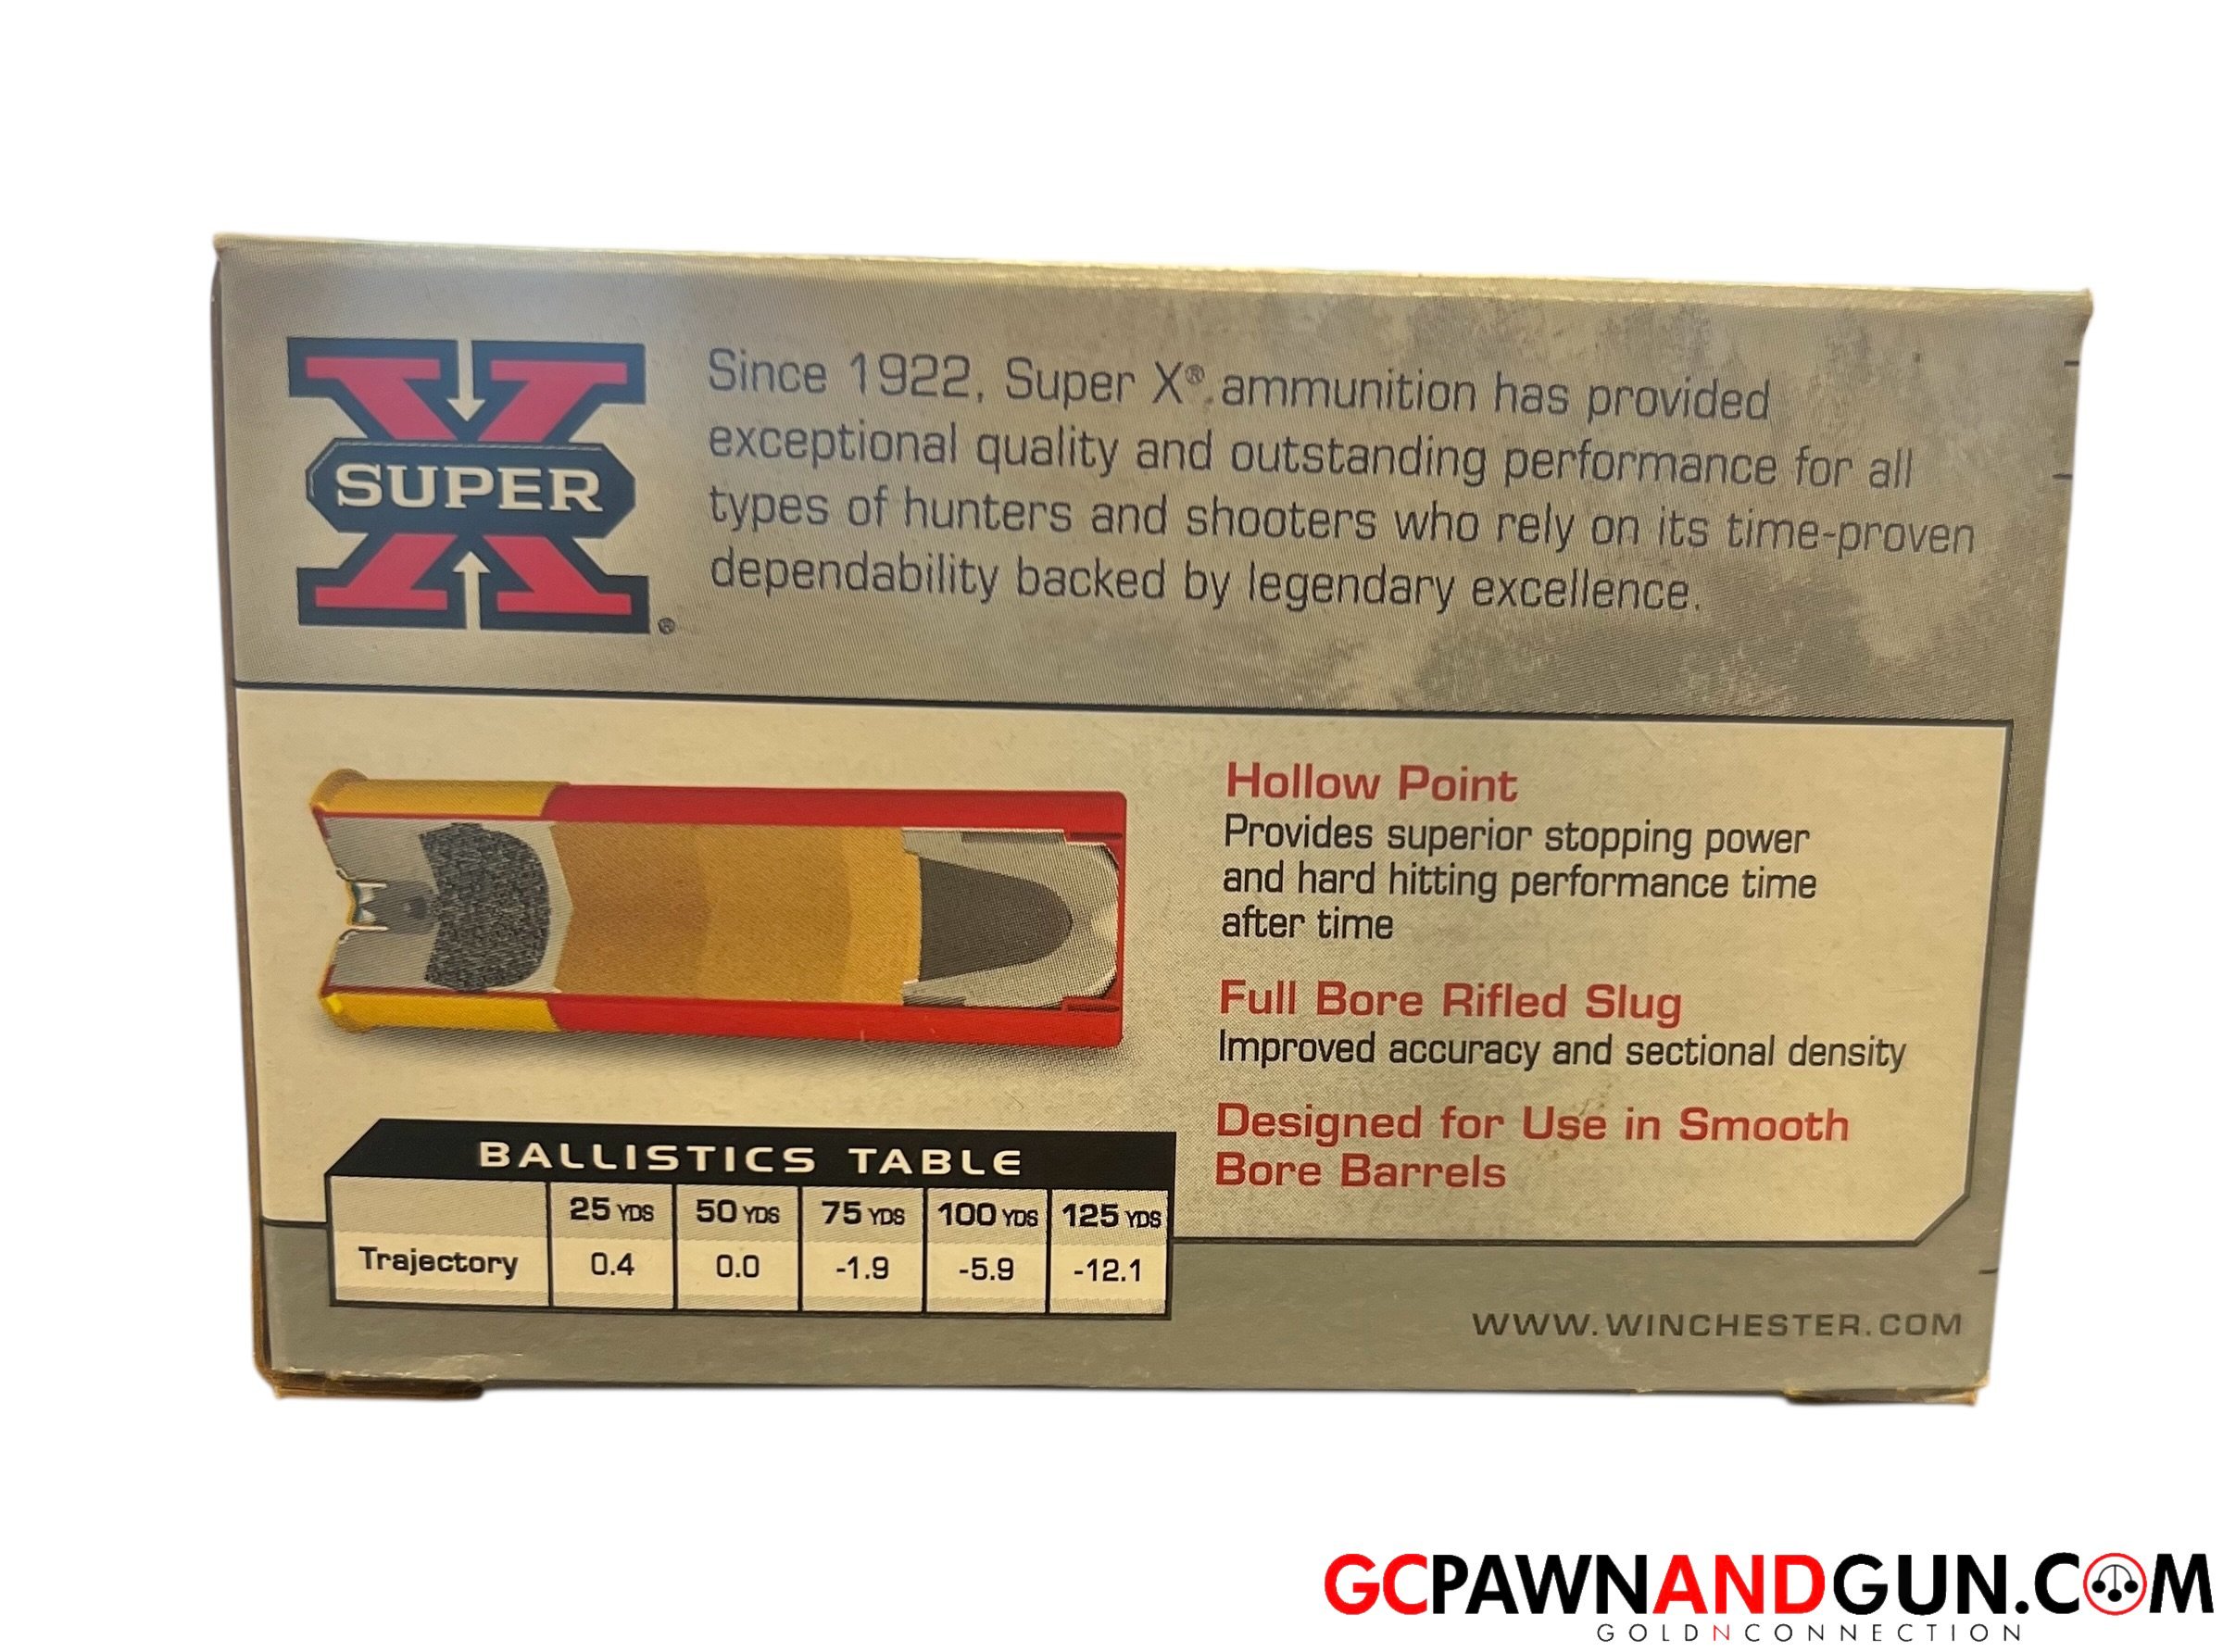 SUPER
X
®
Since 1922, Super X® ammunition has provided
exceptional quality and outstanding performance for all
types of hunters and shooters who rely on its time-proven
dependability backed by legendary excellence.
Hollow Point
Provides superior stopping power
and hard hitting performance time
after time
Full Bore Rifled Slug
Improved accuracy and sectional density
Designed for Use in Smooth
Bore Barrels
BALLISTICS TABLE
25 YDS 50 YDS 75 YDS 100 YDS 125 YDS
Trajectory 0.4 0.0 -1.9 -5.9 -12.1
WWW.WINCHESTER.COM
GCPAWNANDGUN.COM
GOLDNCONNECTION